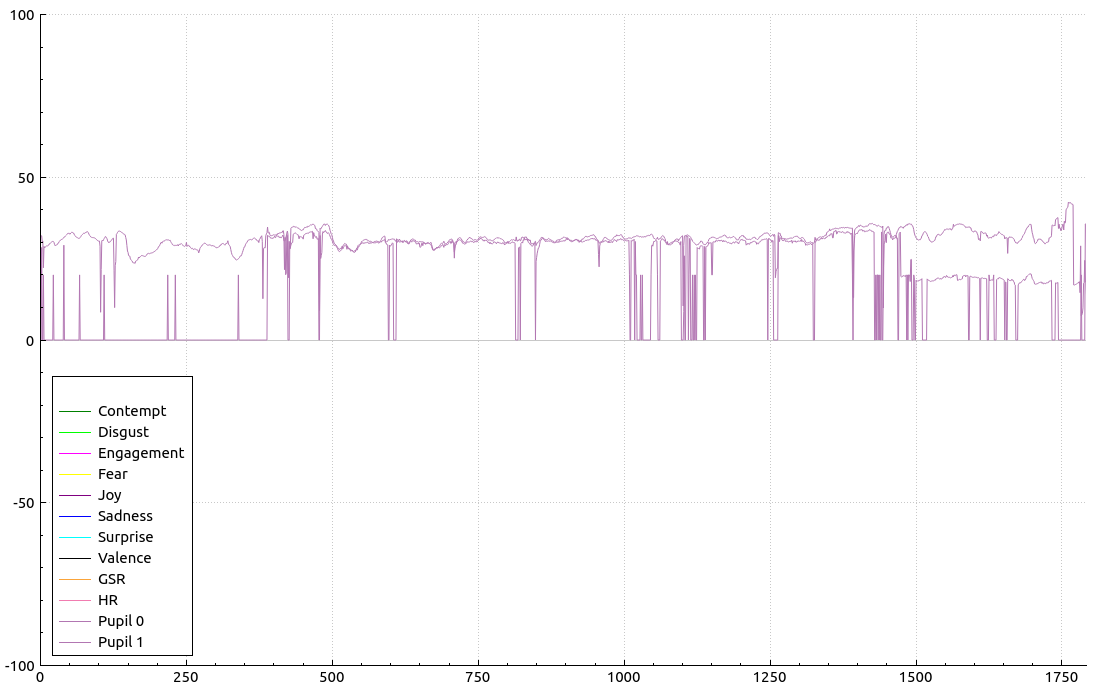 100
50
0
-50
-100
Contempt
Disgust
Engagement
Fear
Joy
Sadness
Surprise
Valence
GSR
HR
Pupil 0
Pupil 1
0 250 500 750 1000 1250 1500 1750